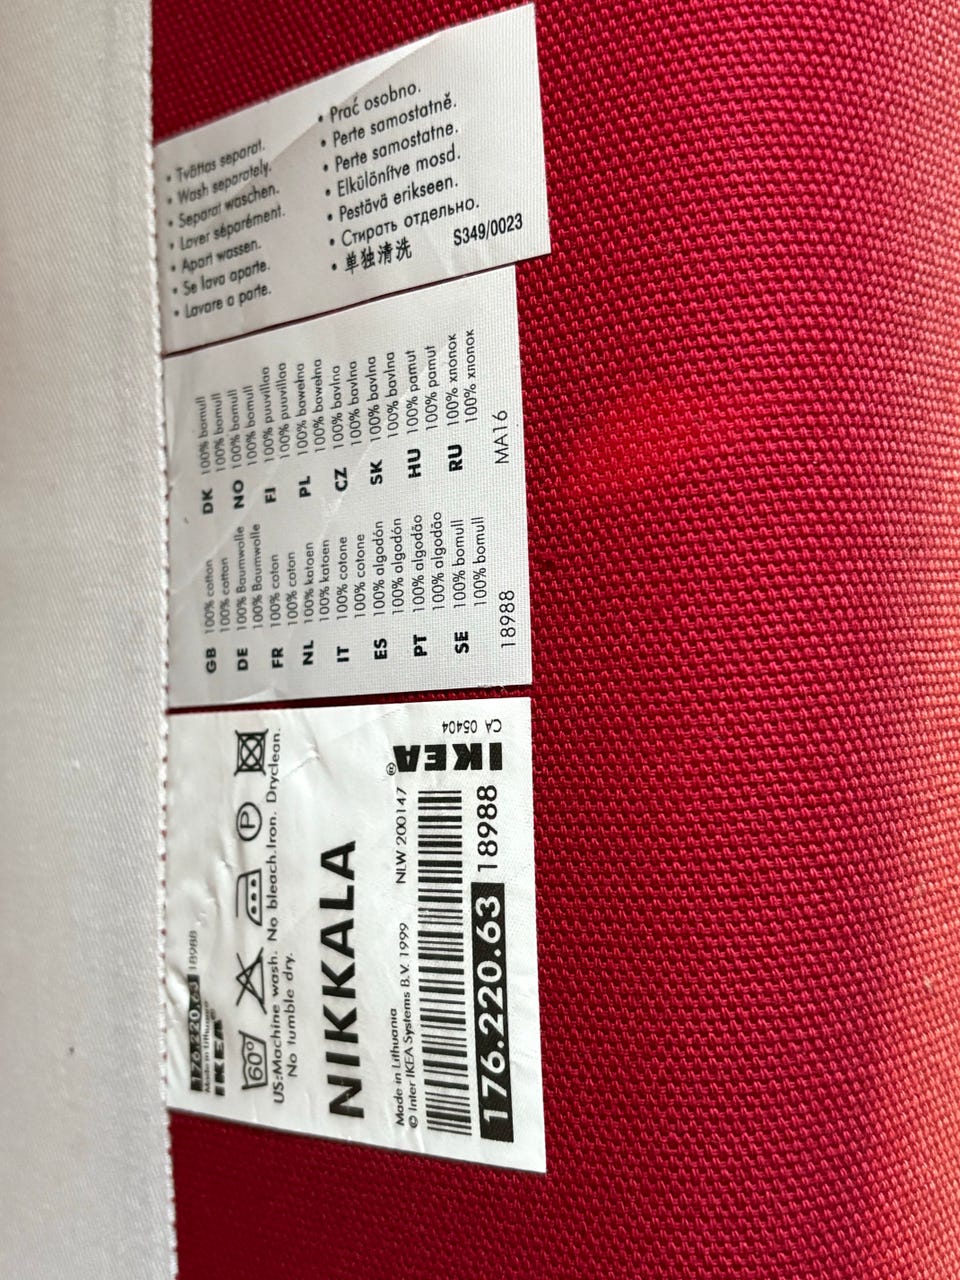 • Tvättas separat.
• Wash separately.
• Separat waschen.
• Laver séparément.
• Apart wassen.
• Se lava aparte.
• Lavare a parte.
• Prać osobno.
• Perte samostatně.
• Perte samostatne.
• Elkülönítve mosd.
• Pestävä erikseen.
• Стирать отдельно.
• 单独清洗
S349/0023
GB 100% cotton
100% cotton
DE 100% Baumwolle
100% Baumwolle
FR 100% coton
100% coton
NL 100% katoen
100% katoen
IT 100% cotone
100% cotone
ES 100% algodón
100% algodón
PT 100% algodão
100% algodão
SE 100% bomull
100% bomull
DK 100% bomull
100% bomull
NO 100% bomull
100% bomull
FI 100% puuvillaa
100% puuvillaa
PL 100% bawełna
100% bawełna
CZ 100% bavlna
100% bavlna
SK 100% bavlna
100% bavlna
HU 100% pamut
100% pamut
RU 100% хлопок
100% хлопок
18988 MA16
176.220.63 18988
Made in Lithuania
IKEA®
60° P
US:Machine wash. No bleach.Iron. Dryclean.
No tumble dry.
NIKKALA
Made in Lithuania
© Inter IKEA Systems B.V. 1999 NLW 200147
176.220.63 18988
IKEA®
CA 05404